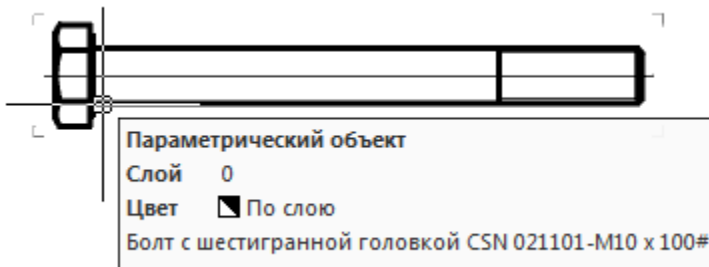 Параметрический объект
Слой 0
Цвет По слою
Болт с шестигранной головкой CSN 021101-M10 x 100#